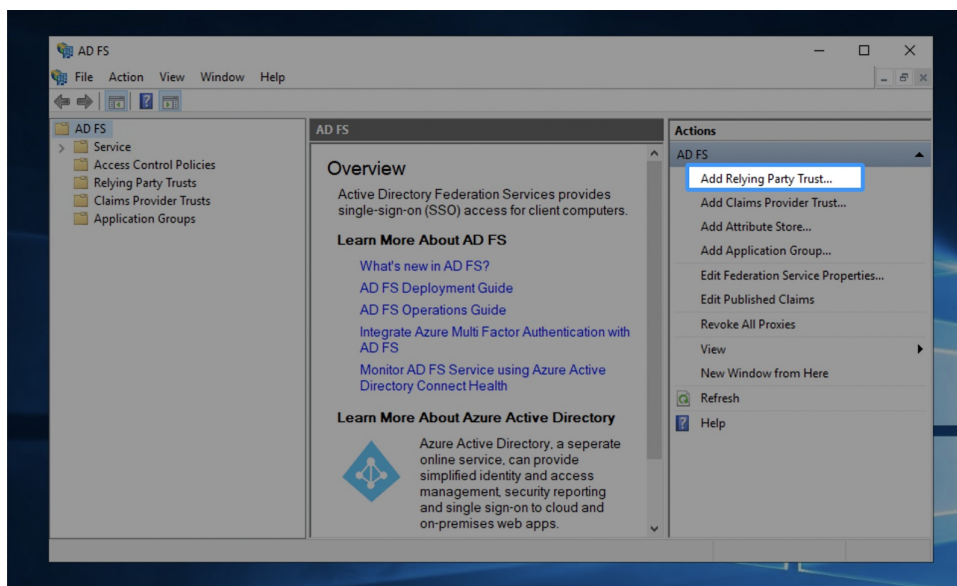 AD FS
File Action View Window Help
AD FS
Service
Access Control Policies
Relying Party Trusts
Claims Provider Trusts
Application Groups
AD FS
Overview
Active Directory Federation Services provides
single-sign-on (SSO) access for client computers.
Learn More About AD FS
What's new in AD FS?
AD FS Deployment Guide
AD FS Operations Guide
Integrate Azure Multi Factor Authentication with
AD FS
Monitor AD FS Service using Azure Active
Directory Connect Health
Learn More About Azure Active Directory
Azure Active Directory, a seperate
online service, can provide
simplified identity and access
management, security reporting
and single sign-on to cloud and
on-premises web apps.
Actions
AD FS
Add Relying Party Trust...
Add Claims Provider Trust...
Add Attribute Store...
Add Application Group...
Edit Federation Service Properties...
Edit Published Claims
Revoke All Proxies
View
New Window from Here
Refresh
Help